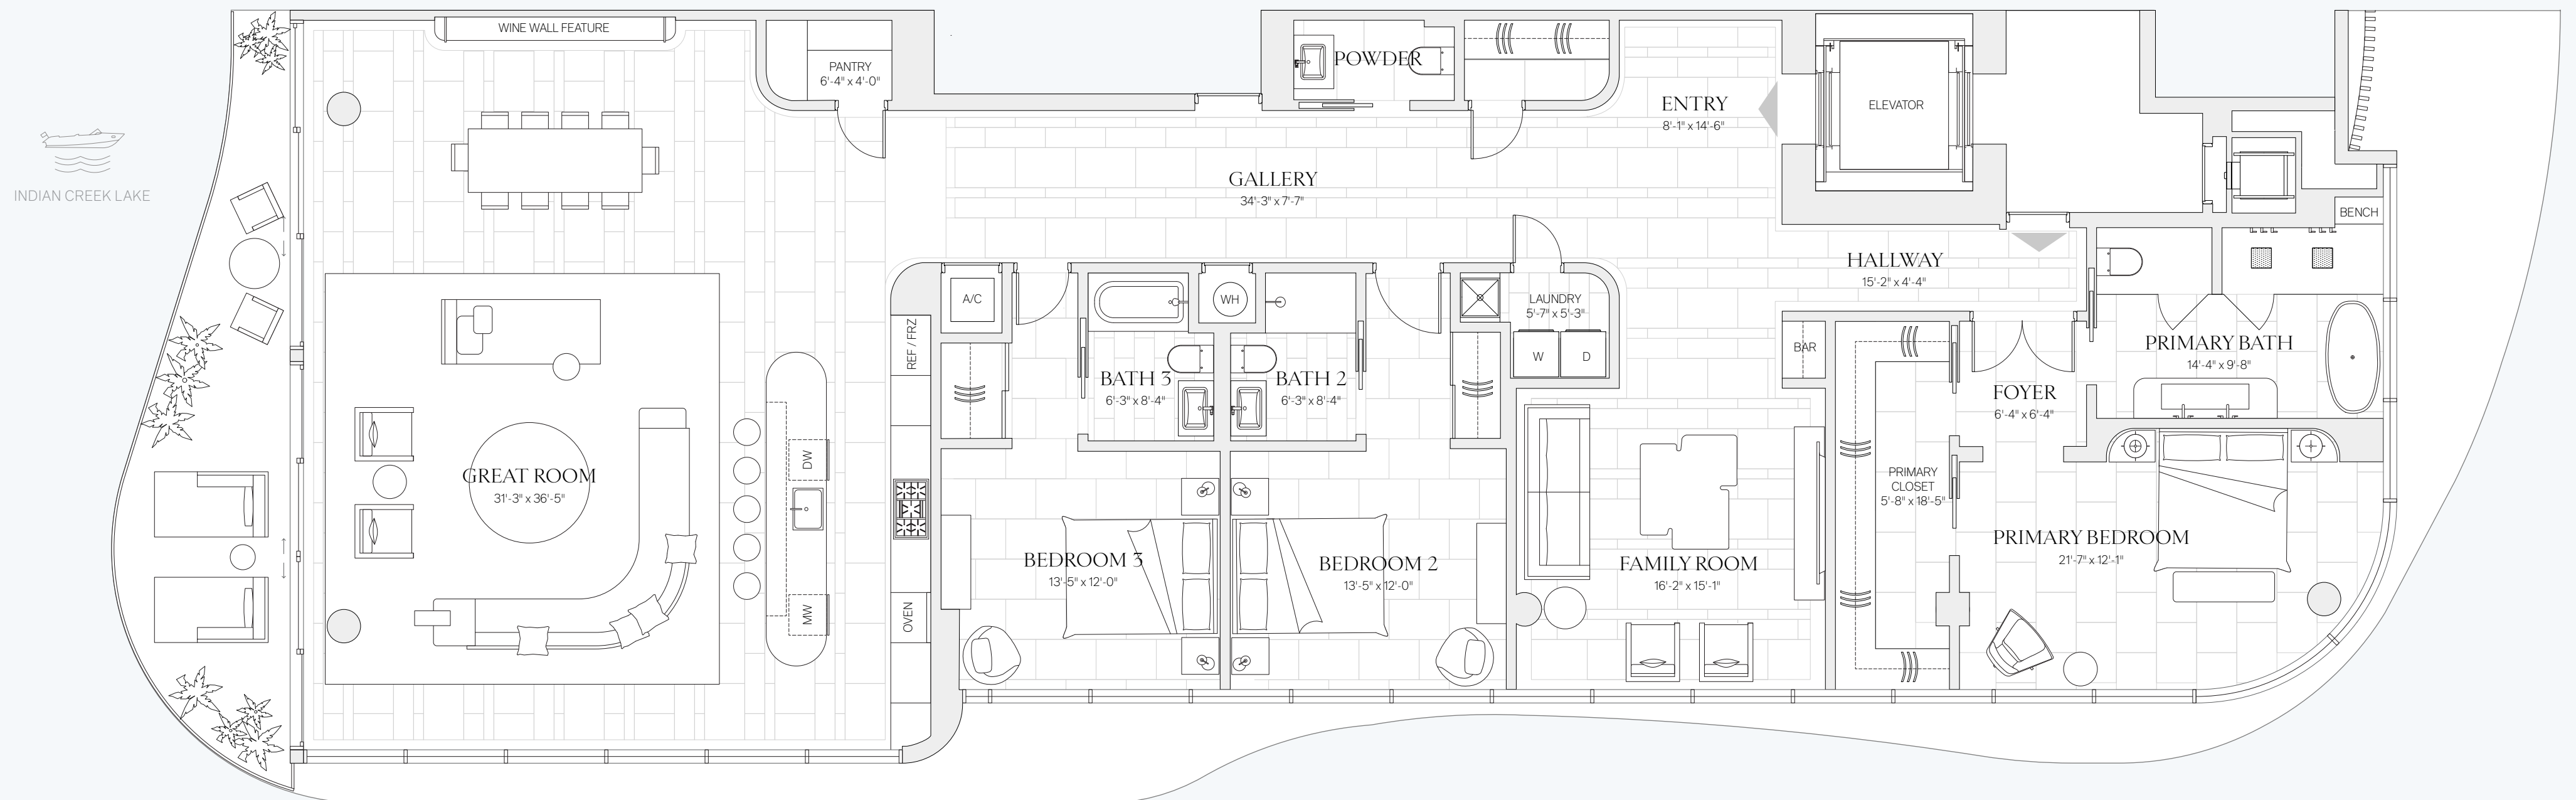 WINE WALL FEATURE
PANTRY
6'-4" x 4'-0"
POWDER
ENTRY
8'-1" x 14'-6"
ELEVATOR
INDIAN CREEK LAKE
GALLERY
34'-3" x 7'-7"
BENCH
HALLWAY
15'-2" x 4'-4"
A/C
WH
LAUNDRY
5'-7" x 5'-3"
W
D
REF / FRZ
BAR
PRIMARY BATH
14'-4" x 9'-8"
BATH 3
6'-3" x 8'-4"
BATH 2
6'-3" x 8'-4"
FOYER
6'-4" x 6'-4"
GREAT ROOM
31'-3" x 36'-5"
DW
PRIMARY
CLOSET
5'-8" x 18'-5"
PRIMARY BEDROOM
21'-7" x 12'-1"
BEDROOM 3
13'-5" x 12'-0"
BEDROOM 2
13'-5" x 12'-0"
FAMILY ROOM
16'-2" x 15'-1"
MW
OVEN